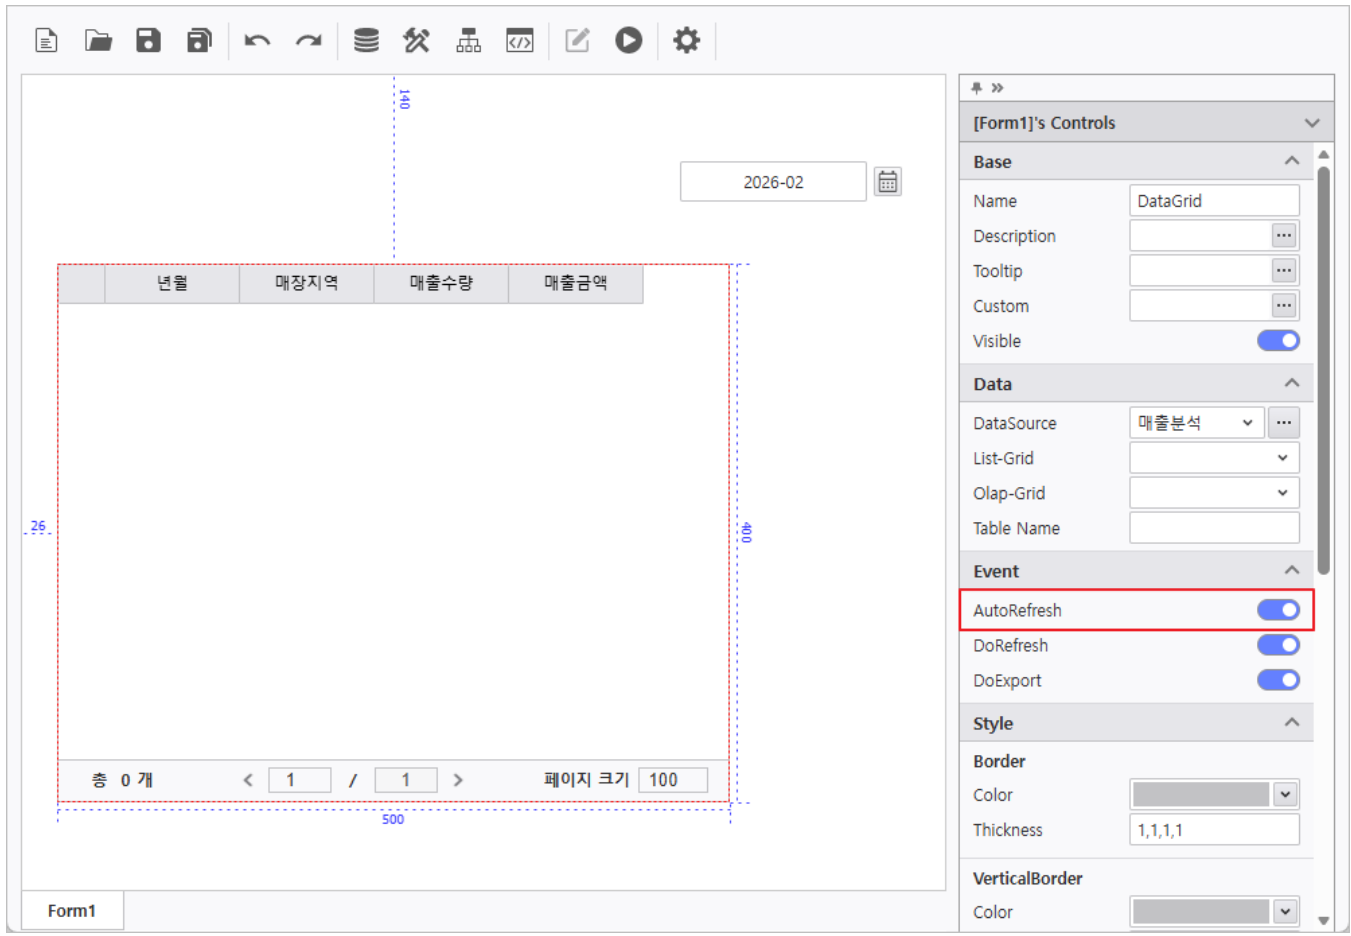 140
2026-02
년월 매장지역 매출수량 매출금액
26
400
총 0 개 < 1 / 1 > 페이지 크기 100
500
Form1
[Form1]'s Controls
Base
Name DataGrid
Description ...
Tooltip ...
Custom ...
Visible
Data
DataSource 매출분석 ...
List-Grid
Olap-Grid
Table Name
Event
AutoRefresh
DoRefresh
DoExport
Style
Border
Color
Thickness 1,1,1,1
VerticalBorder
Color